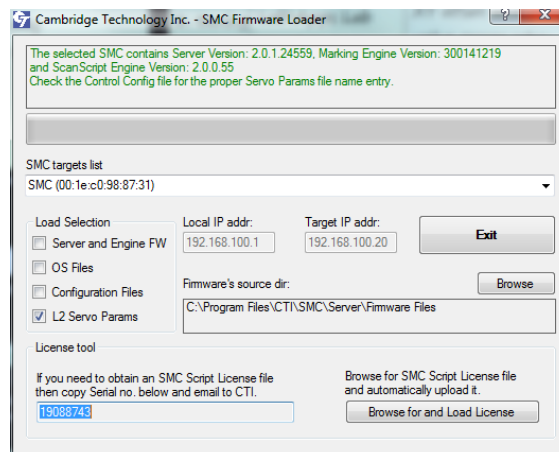 Cambridge Technology Inc. - SMC Firmware Loader
The selected SMC contains Server Version: 2.0.1.24559, Marking Engine Version: 300141219
and ScanScript Engine Version: 2.0.0.55
Check the Control Config file for the proper Servo Params file name entry.
SMC targets list
SMC (00:1e:c0:98:87:31)
Load Selection
Server and Engine FW
OS Files
Configuration Files
L2 Servo Params
Local IP addr:
192.168.100.1
Target IP addr:
192.168.100.20
Exit
Firmware's source dir:
Browse
C:\Program Files\CTI\SMC\Server\Firmware Files
License tool
If you need to obtain an SMC Script License file
then copy Serial no. below and email to CTI.
19088743
Browse for SMC Script License file
and automatically upload it.
Browse for and Load License